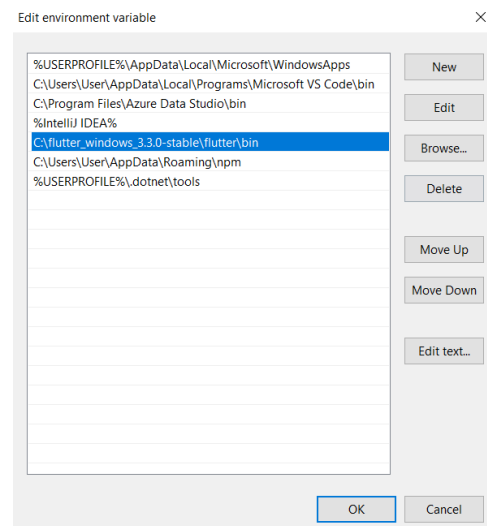 Edit environment variable
%USERPROFILE%\AppData\Local\Microsoft\WindowsApps
C:\Users\User\AppData\Local\Programs\Microsoft VS Code\bin
C:\Program Files\Azure Data Studio\bin
%IntelliJ IDEA%
C:\flutter_windows_3.3.0-stable\flutter\bin
C:\Users\User\AppData\Roaming\npm
%USERPROFILE%\.dotnet\tools
New
Edit
Browse...
Delete
Move Up
Move Down
Edit text...
OK
Cancel